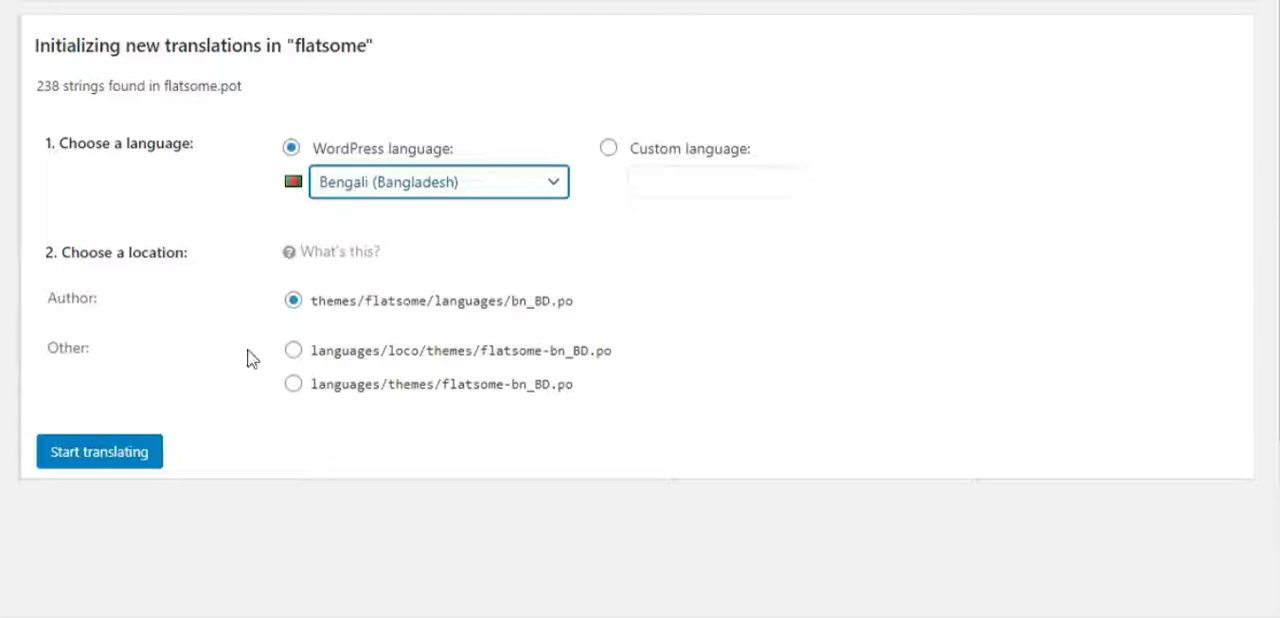 Initializing new translations in "flatsome"
238 strings found in flatsome.pot
1. Choose a language:
WordPress language:
Custom language:
Bengali (Bangladesh)
2. Choose a location:
What's this?
Author:
themes/flatsome/languages/bn_BD.po
Other:
languages/loco/themes/flatsome-bn_BD.po
languages/themes/flatsome-bn_BD.po
Start translating